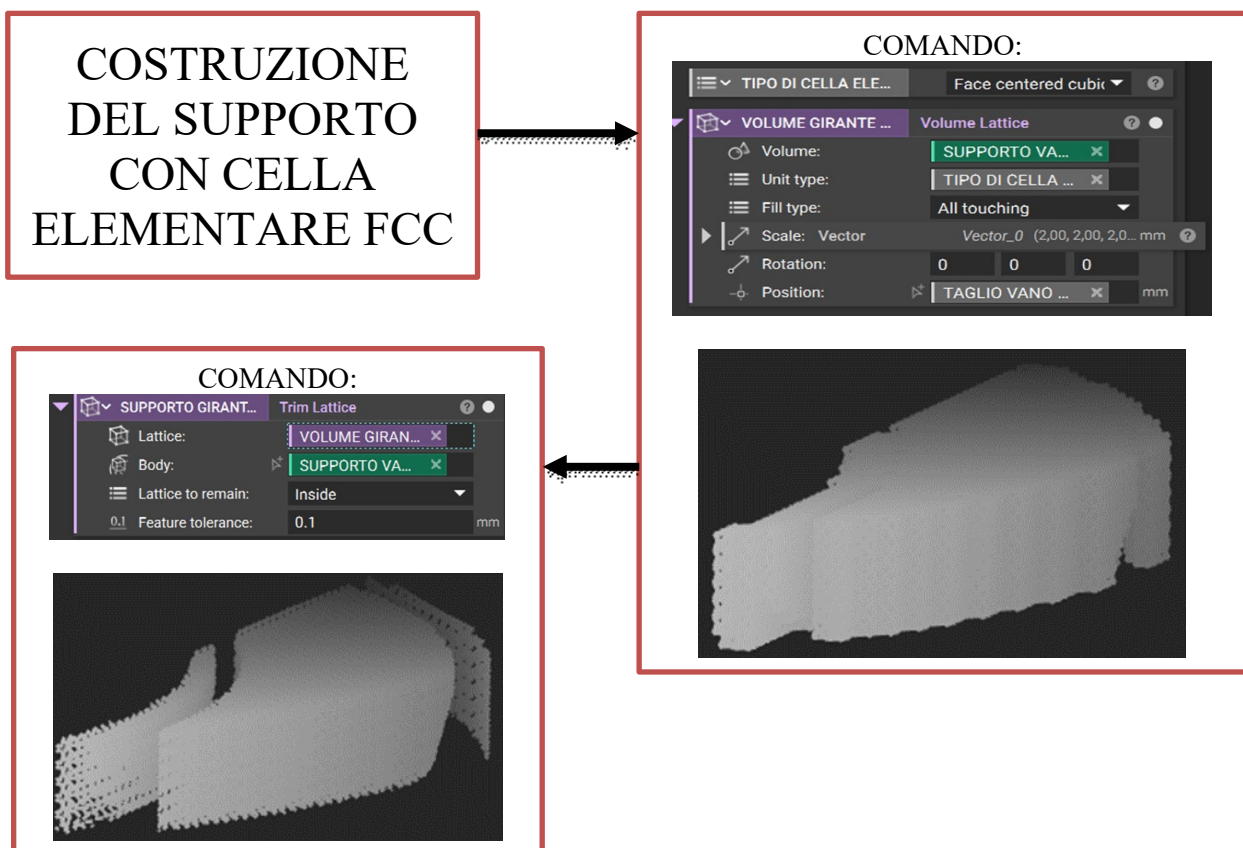 COSTRUZIONE
DEL SUPPORTO
CON CELLA
ELEMENTARE FCC
COMANDO:
TIPO DI CELLA ELE... Face centered cubic
VOLUME GIRANTE ... Volume Lattice
Volume: SUPPORTO VA...
Unit type: TIPO DI CELLA ...
Fill type: All touching
Scale: Vector Vector_0 (2,00, 2,00, 2,0... mm
Rotation: 0 0 0
Position: TAGLIO VANO ... mm
COMANDO:
SUPPORTO GIRANT... Trim Lattice
Lattice: VOLUME GIRAN...
Body: SUPPORTO VA...
Lattice to remain: Inside
0.1 Feature tolerance: 0.1 mm